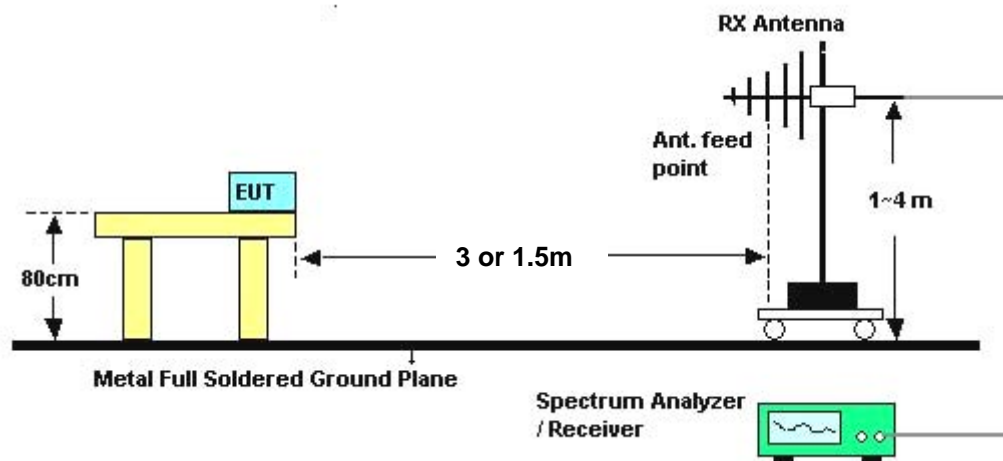 RX Antenna
Ant. feed
point
EUT
1~4 m
3 or 1.5m
80cm
Metal Full Soldered Ground Plane
Spectrum Analyzer
/ Receiver